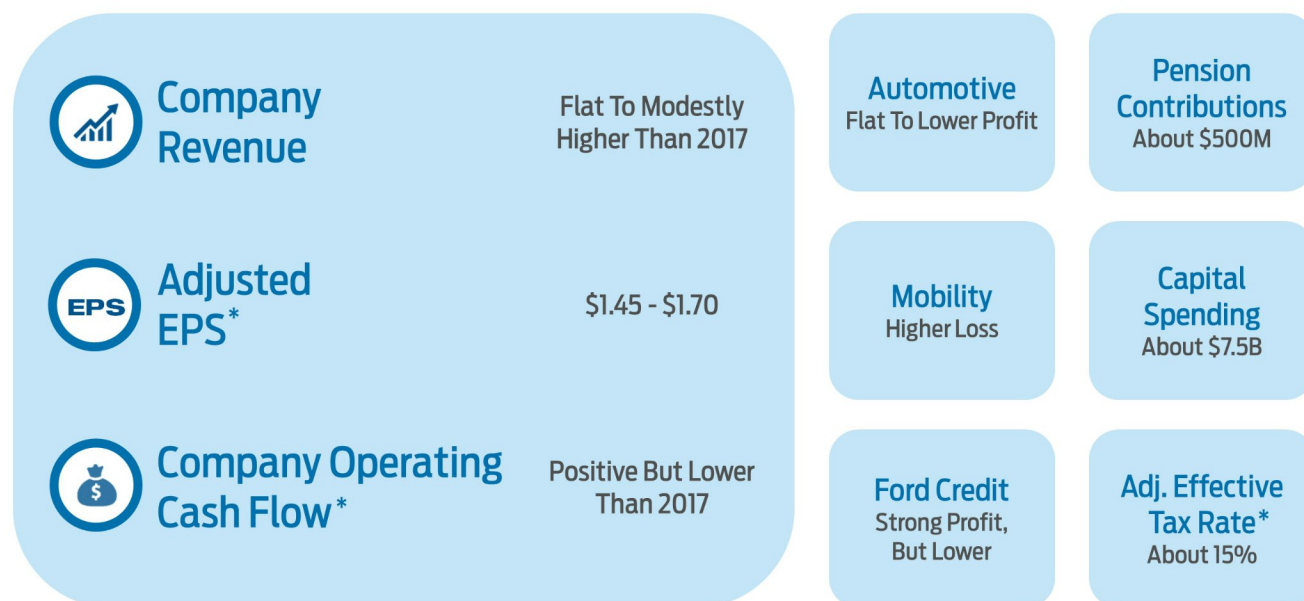 Company
Revenue
Flat To Modestly
Higher Than 2017
EPS
Adjusted
EPS*
$1.45 - $1.70
$
Company Operating
Cash Flow*
Positive But Lower
Than 2017
Automotive
Flat To Lower Profit
Pension
Contributions
About $500M
Mobility
Higher Loss
Capital
Spending
About $7.5B
Ford Credit
Strong Profit,
But Lower
Adj. Effective
Tax Rate*
About 15%